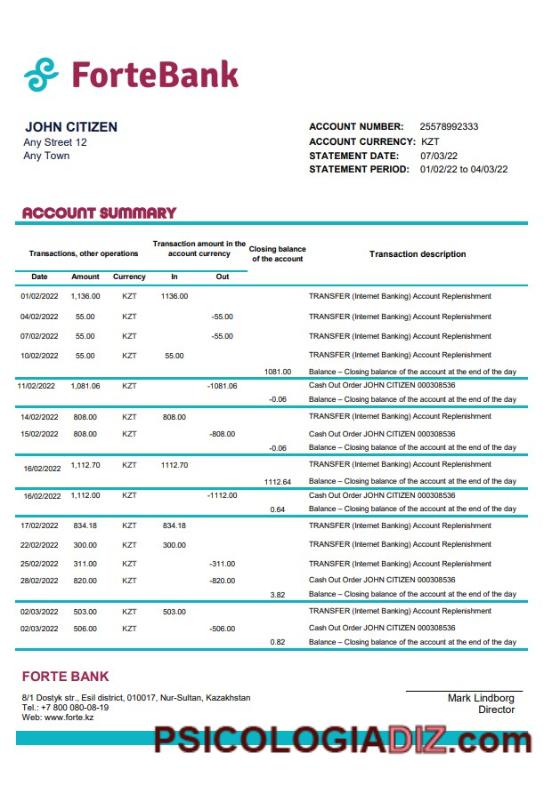 ForteBank
JOHN CITIZEN
Any Street 12
Any Town
ACCOUNT NUMBER: 25578992333
ACCOUNT CURRENCY: KZT
STATEMENT DATE: 07/03/22
STATEMENT PERIOD: 01/02/22 to 04/03/22
ACCOUNT SUMMARY
Transactions, other operations
Transaction amount in the account currency
Closing balance of the account
Transaction description
Date Amount Currency In Out
01/02/2022 1,136.00 KZT 1136.00 TRANSFER (Internet Banking) Account Replenishment
04/02/2022 55.00 KZT -55.00 TRANSFER (Internet Banking) Account Replenishment
07/02/2022 55.00 KZT -55.00 TRANSFER (Internet Banking) Account Replenishment
10/02/2022 55.00 KZT 55.00 TRANSFER (Internet Banking) Account Replenishment
1081.00 Balance – Closing balance of the account at the end of the day
11/02/2022 1,081.06 KZT -1081.06 Cash Out Order JOHN CITIZEN 000308536
-0.06 Balance – Closing balance of the account at the end of the day
14/02/2022 808.00 KZT 808.00 TRANSFER (Internet Banking) Account Replenishment
15/02/2022 808.00 KZT -808.00 Cash Out Order JOHN CITIZEN 000308536
-0.06 Balance – Closing balance of the account at the end of the day
16/02/2022 1,112.70 KZT 1112.70 TRANSFER (Internet Banking) Account Replenishment
1112.64 Balance – Closing balance of the account at the end of the day
16/02/2022 1,112.00 KZT -1112.00 Cash Out Order JOHN CITIZEN 000308536
0.64 Balance – Closing balance of the account at the end of the day
17/02/2022 834.18 KZT 834.18 TRANSFER (Internet Banking) Account Replenishment
22/02/2022 300.00 KZT 300.00 TRANSFER (Internet Banking) Account Replenishment
25/02/2022 311.00 KZT -311.00 TRANSFER (Internet Banking) Account Replenishment
28/02/2022 820.00 KZT -820.00 Cash Out Order JOHN CITIZEN 000308536
3.82 Balance – Closing balance of the account at the end of the day
02/03/2022 503.00 KZT 503.00 TRANSFER (Internet Banking) Account Replenishment
02/03/2022 506.00 KZT -506.00 Cash Out Order JOHN CITIZEN 000308536
0.82 Balance – Closing balance of the account at the end of the day
FORTE BANK
8/1 Dostyk str., Esil district, 010017, Nur-Sultan, Kazakhstan
Tel.: +7 800 080-08-19
Web: www.forte.kz
Mark Lindborg
Director
PSICOLOGIADIZ.com